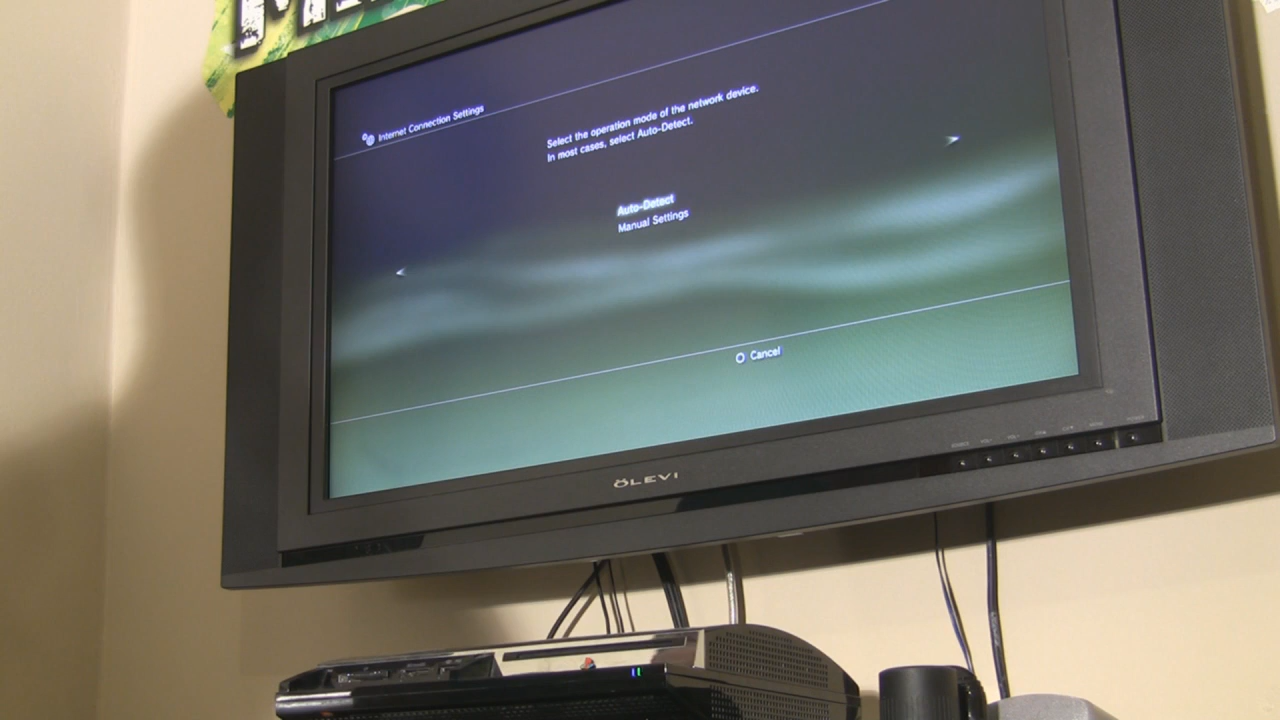 Internet Connection Settings
Select the operation mode of the network device.
In most cases, select Auto-Detect.
Auto-Detect
Manual Settings
Cancel
ÖLEVI